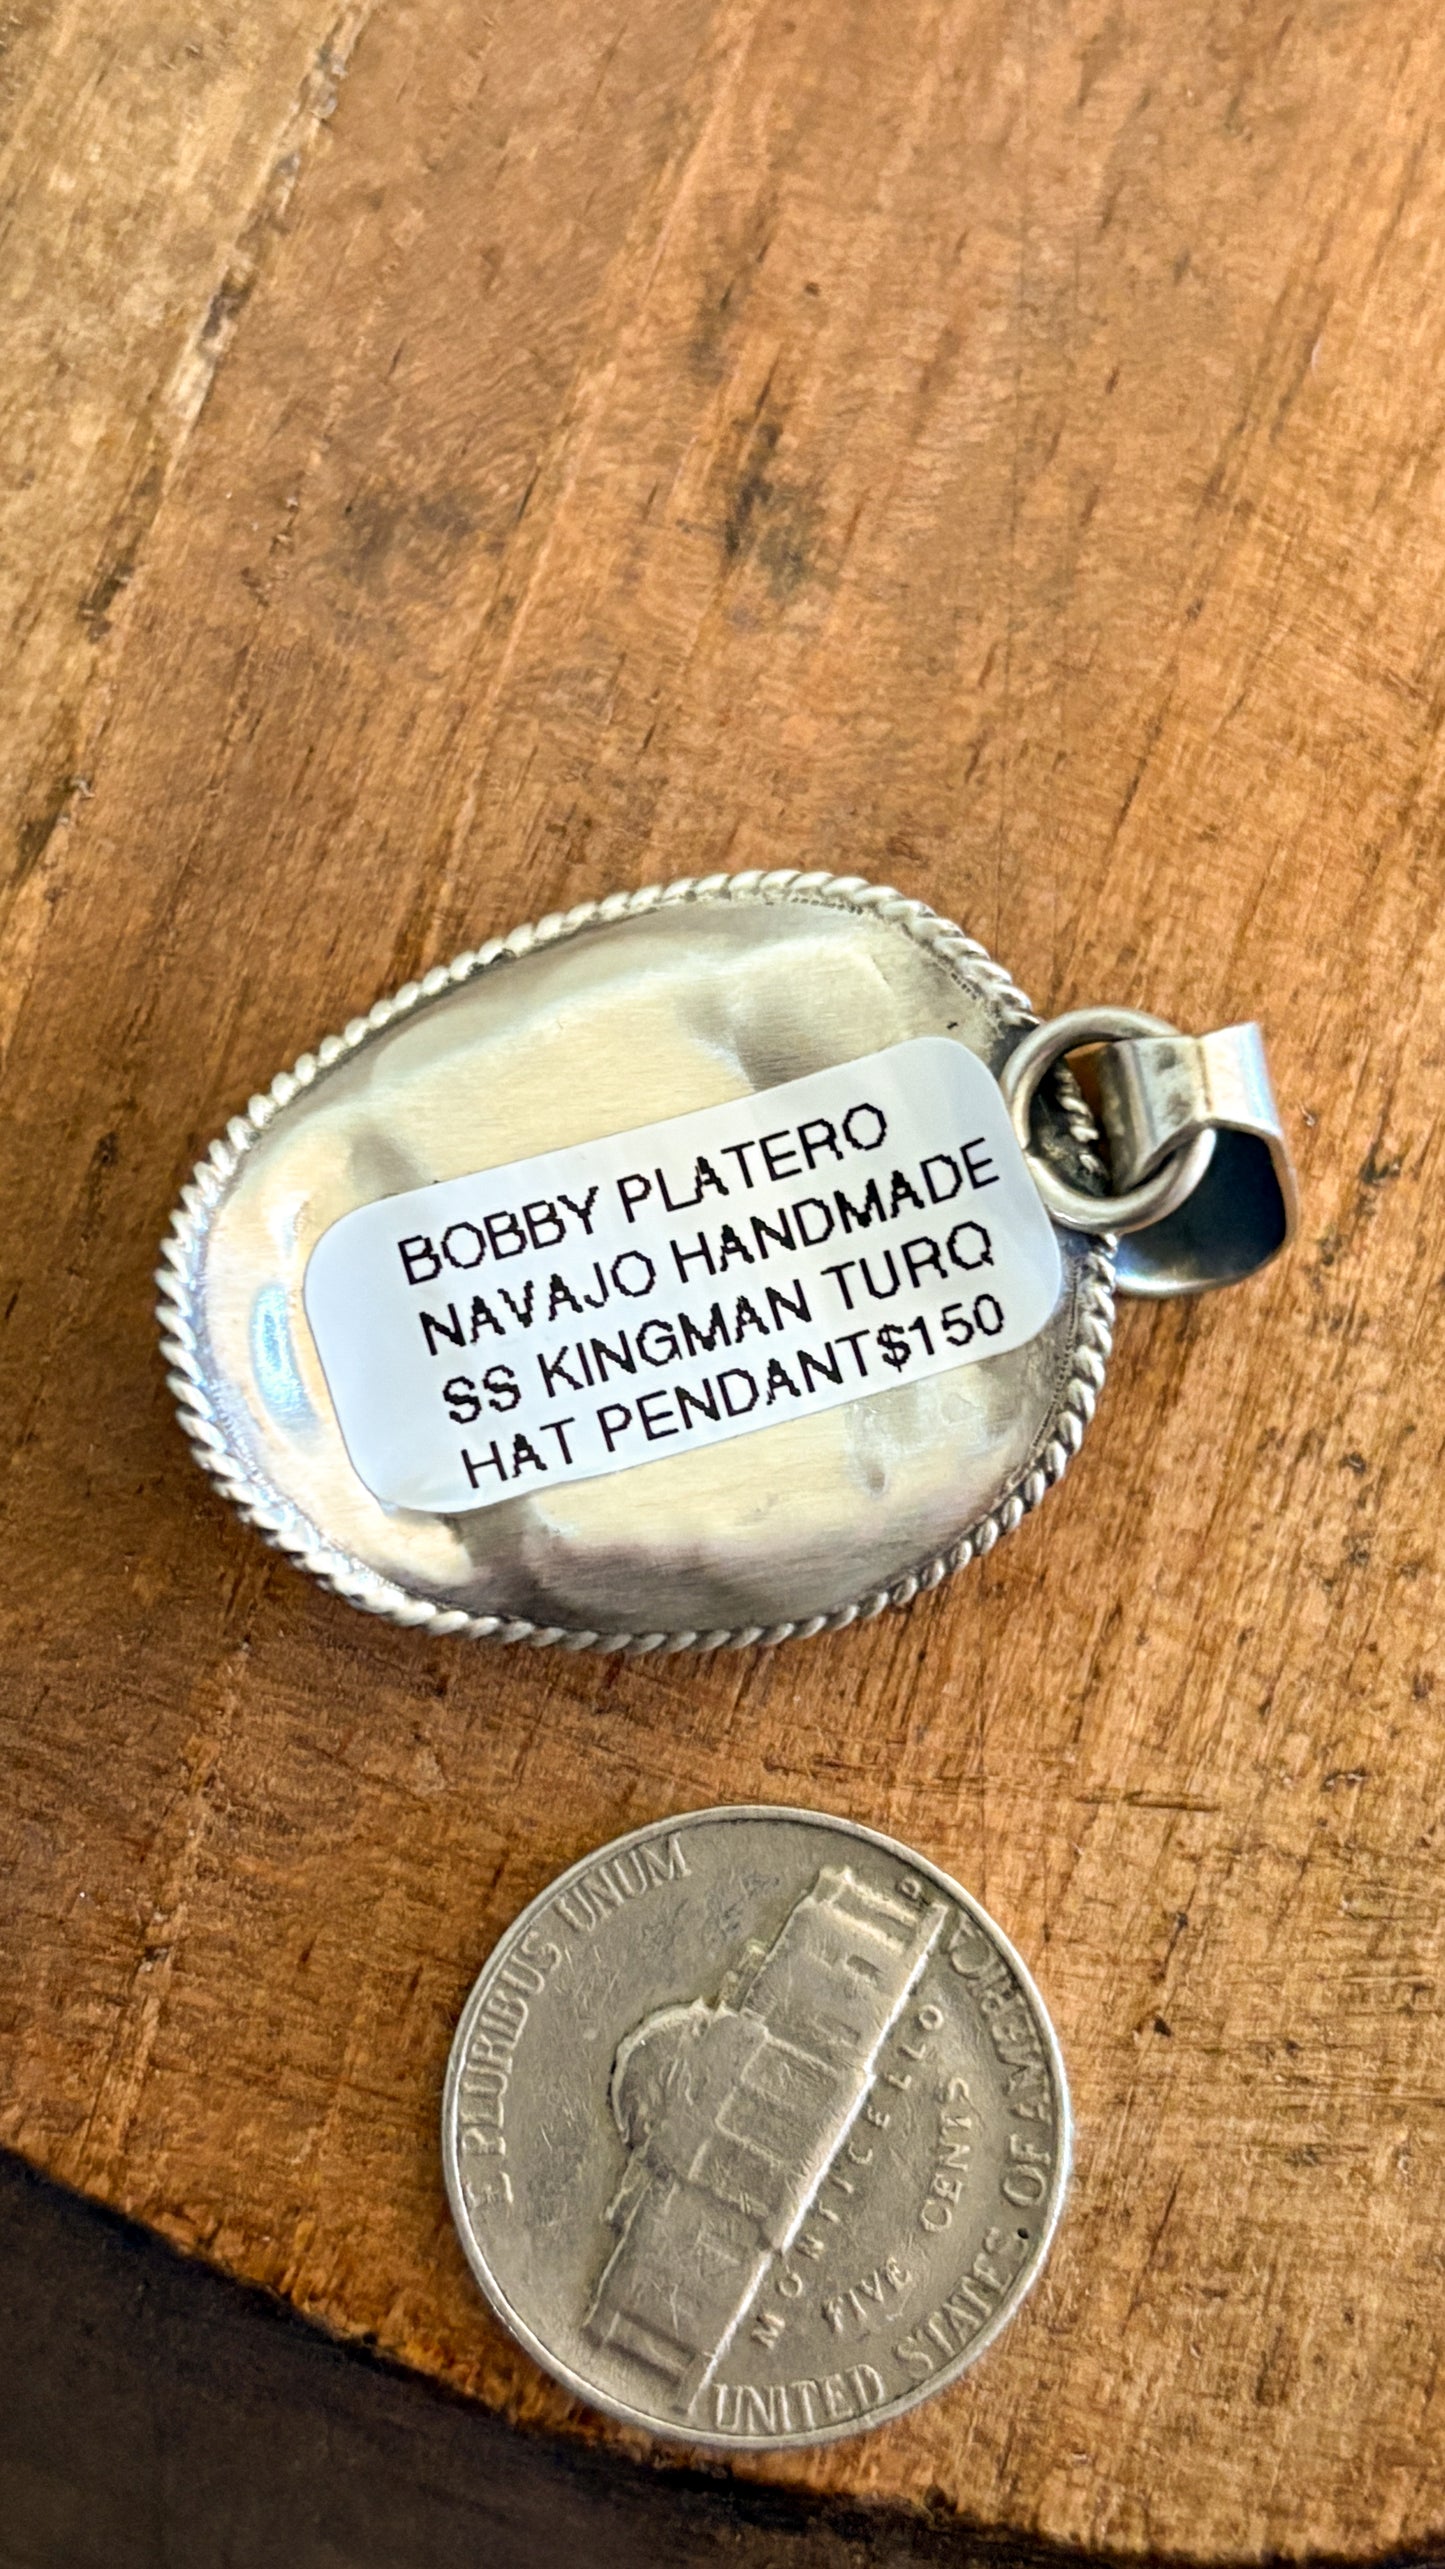 BOBBY PLATERO
NAVAJO HANDMADE
SS KINGMAN TURQ
HAT PENDANT$150
E PLURIBUS UNUM
MONTICELLO
FIVE CENTS
UNITED STATES OF AMERICA